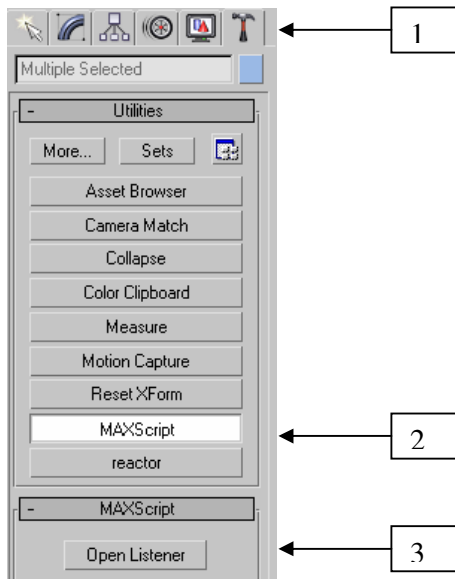 1
Multiple Selected
- Utilities
More... Sets
Asset Browser
Camera Match
Collapse
Color Clipboard
Measure
Motion Capture
Reset XForm
MAXScript
2
reactor
- MAXScript
Open Listener
3